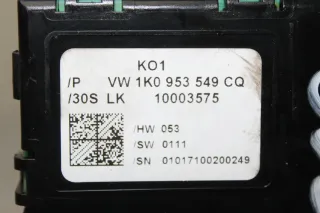 KO1
/P VW 1K0 953 549 CQ
/30S LK 10003575
/HW 053
/SW 0111
/SN 01017100200249